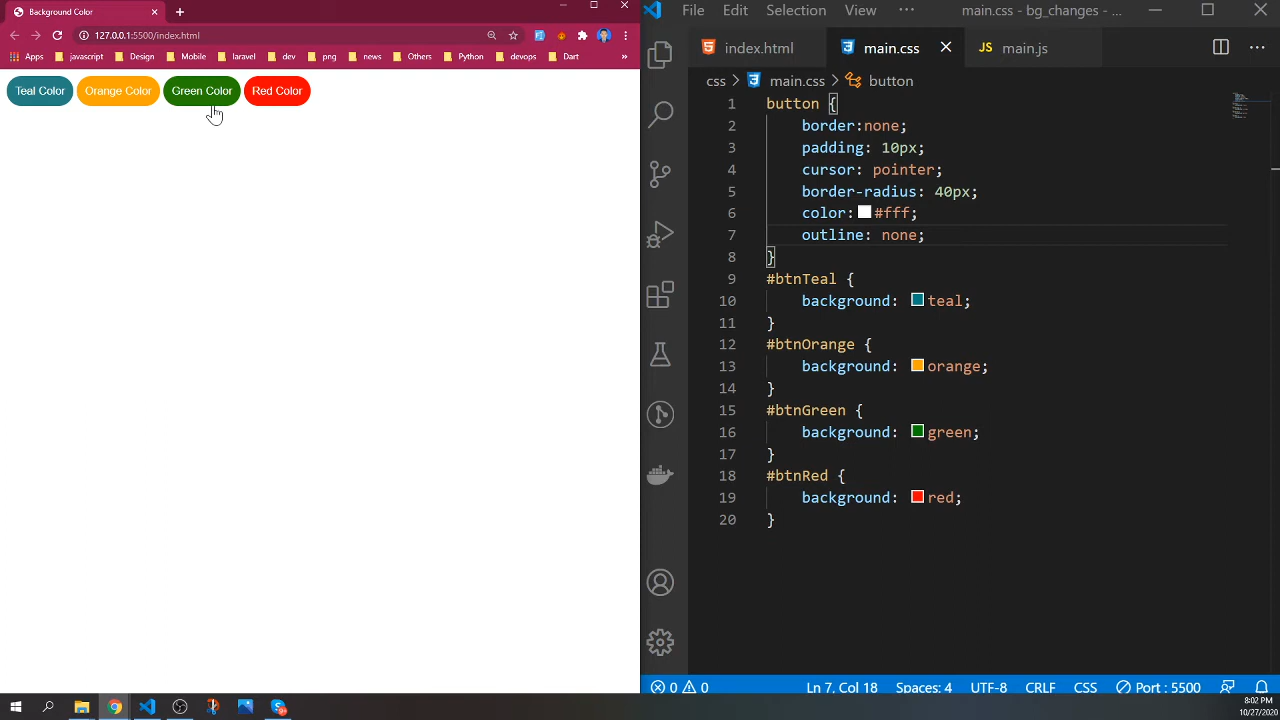 Background Color
127.0.0.1:5500/index.html
Apps javascript Design Mobile laravel dev png news Others Python devops Dart
Teal Color Orange Color Green Color Red Color
File Edit Selection View ··· main.css - bg_changes - ...
index.html main.css JS main.js
css > main.css > button
1 button {
2 border:none;
3 padding: 10px;
4 cursor: pointer;
5 border-radius: 40px;
6 color: #fff;
7 outline: none;
8 }
9 #btnTeal {
10 background: teal;
11 }
12 #btnOrange {
13 background: orange;
14 }
15 #btnGreen {
16 background: green;
17 }
18 #btnRed {
19 background: red;
20 }
0 0 Ln 7, Col 18 Spaces: 4 UTF-8 CRLF CSS Port : 5500
8:02 PM
10/27/2020